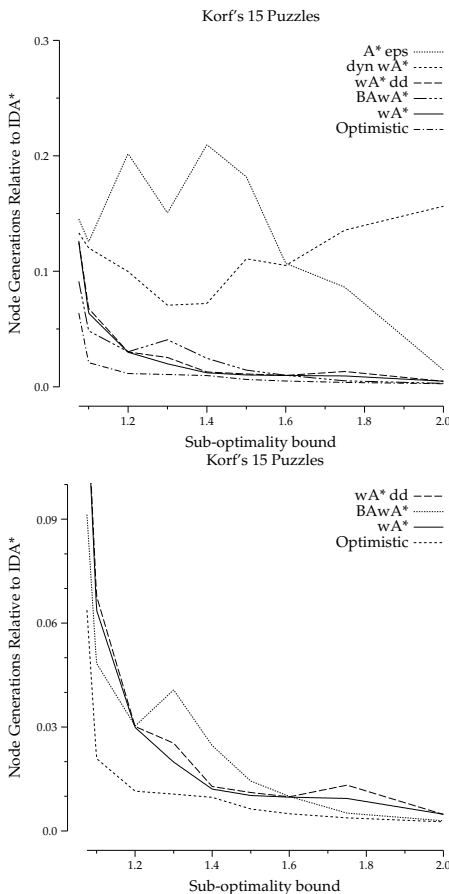 Korf's 15 Puzzles
Node Generations Relative to IDA*
0.3
0.2
0.1
0.0
A* eps
dyn wA*
wA* dd
BAwA*
wA*
Optimistic
1.2
1.4
1.6
1.8
2.0
Sub-optimality bound
Korf's 15 Puzzles
Node Generations Relative to IDA*
0.09
0.06
0.03
0.0
wA* dd
BAwA*
wA*
Optimistic
1.2
1.4
1.6
1.8
2.0
Sub-optimality bound